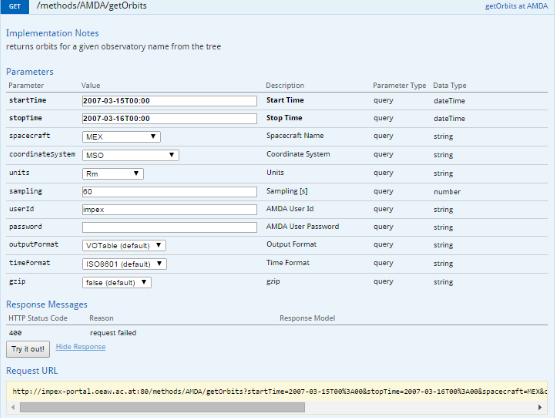 GET /methods/AMDA/getOrbits getOrbits at AMDA
Implementation Notes
returns orbits for a given observatory name from the tree
Parameters
Parameter Value Description Parameter Type Data Type
startTime 2007-03-15T00:00 Start Time query dateTime
stopTime 2007-03-16T00:00 Stop Time query dateTime
spacecraft MEX Spacecraft Name query string
coordinateSystem MSO Coordinate System query string
units Rm Units query string
sampling 60 Sampling [s] query number
userId impex AMDA User Id query string
password AMDA User Password query string
outputFormat VOTable (default) Output Format query string
timeFormat ISO8601 (default) Time Format query string
gzip false (default) gzip query string
Response Messages
HTTP Status Code Reason Response Model
400 request failed
Try it out! Hide Response
Request URL
http://impex-portal.oeaw.ac.at:80/methods/AMDA/getOrbits?startTime=2007-03-15T00%3A00&stopTime=2007-03-16T00%3A00&spacecraft=MEX&c